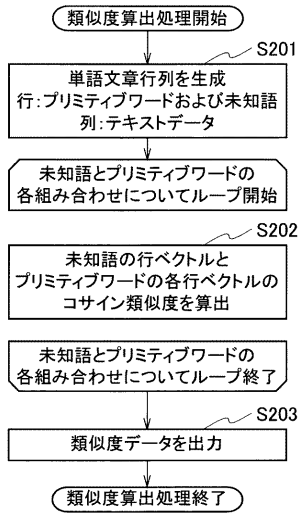 類似度算出処理開始
S201
単語文章行列を生成
行:プリミティブワードおよび未知語
列:テキストデータ
未知語とプリミティブワードの
各組み合わせについてループ開始
S202
未知語の行ベクトルと
プリミティブワードの各行ベクトルの
コサイン類似度を算出
未知語とプリミティブワードの
各組み合わせについてループ終了
S203
類似度データを出力
類似度算出処理終了